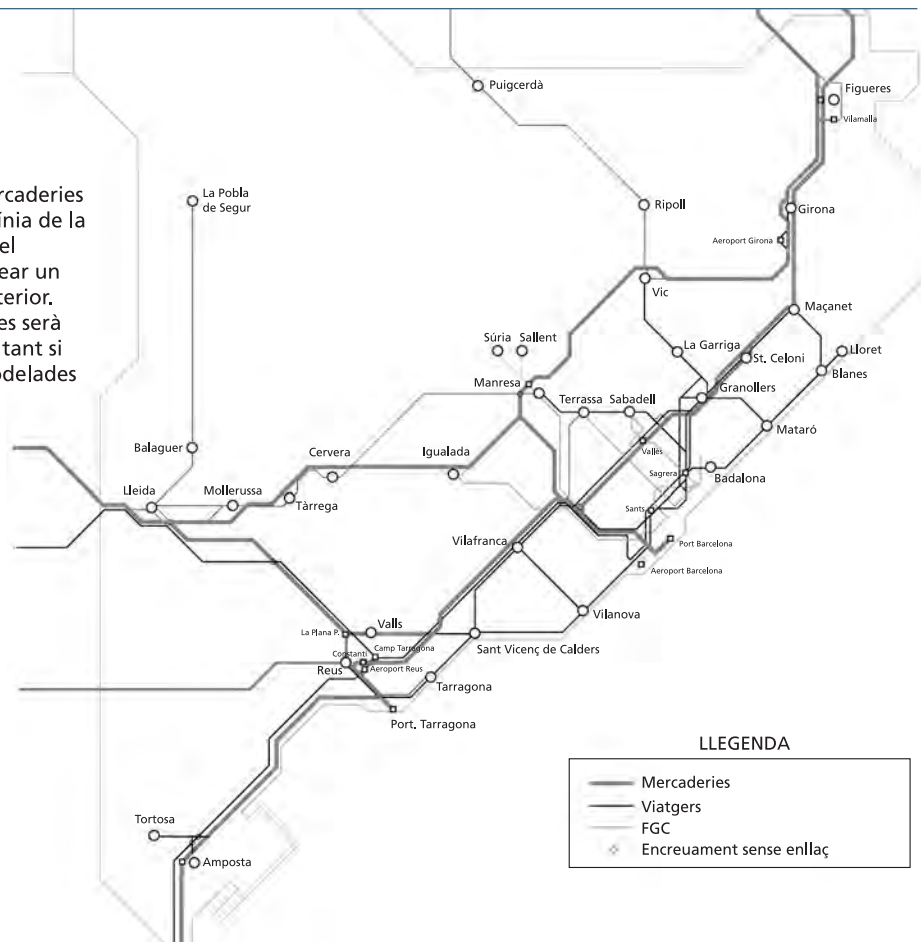 rcaderies
ínia de la
el
ear un
terior.
es serà
tant si
odelades
Puigcerdà
Figueres
Vilamalla
La Pobla
de Segur
Ripoll
Girona
Aeroport Girona
Vic
Maçanet
Súria
Sallent
La Garriga
St. Celoni
Lloret
Blanes
Manresa
Terrassa
Sabadell
Granollers
Mataró
Balaguer
Cervera
Igualada
Vallès
Sagrera
Badalona
Lleida
Mollerussa
Tàrrega
Sants
Vilafranca
Port Barcelona
Aeroport Barcelona
Vilanova
La Plana P.
Valls
Sant Vicenç de Calders
Constantí
Camp Tarragona
Reus
Aeroport Reus
Tarragona
Port. Tarragona
Tortosa
Amposta
LLEGENDA
Mercaderies
Viatgers
FGC
Encreuament sense enllaç